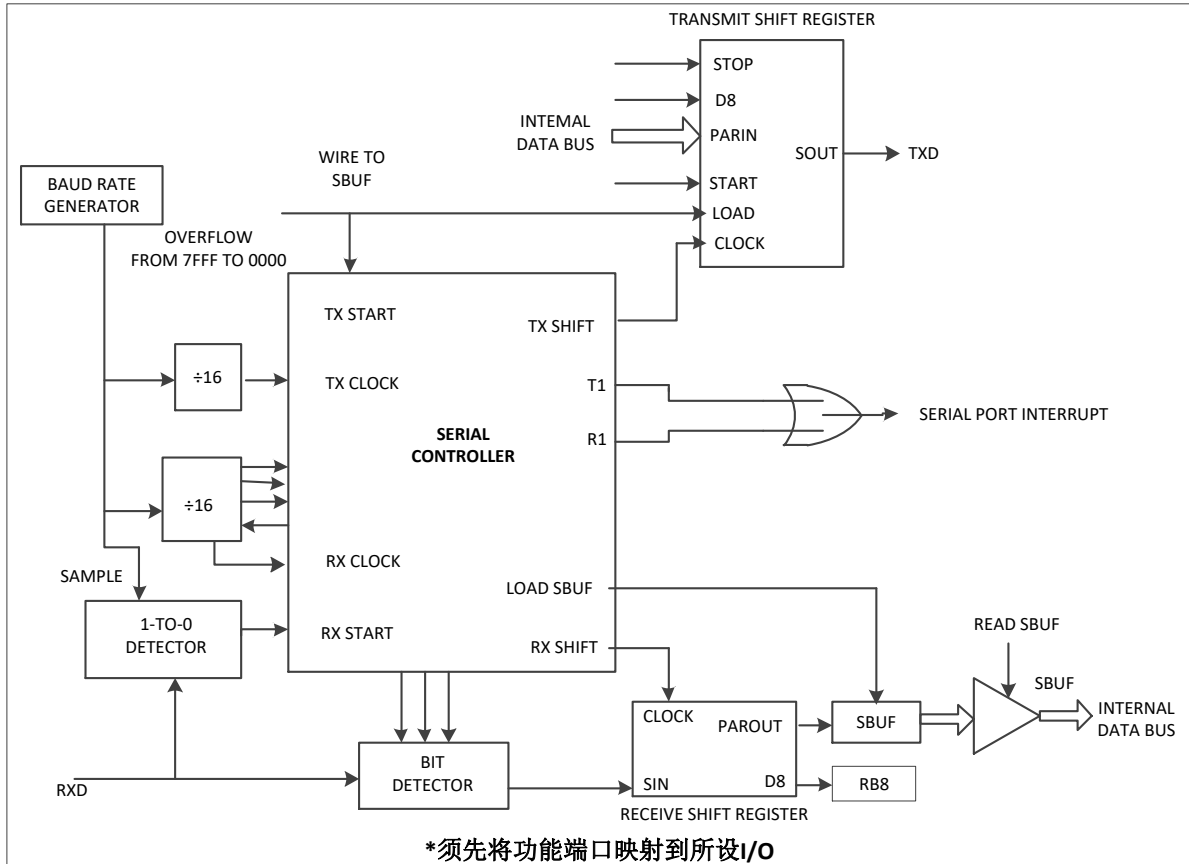 TRANSMIT SHIFT REGISTER
STOP
D8
INTEMAL
DATA BUS
PARIN
SOUT
TXD
START
LOAD
CLOCK
WIRE TO
SBUF
BAUD RATE
GENERATOR
OVERFLOW
FROM 7FFF TO 0000
TX START
TX SHIFT
÷16
TX CLOCK
T1
SERIAL PORT INTERRUPT
R1
SERIAL
CONTROLLER
÷16
RX CLOCK
SAMPLE
LOAD SBUF
1-TO-0
DETECTOR
RX START
RX SHIFT
READ SBUF
SBUF
CLOCK
PAROUT
SBUF
INTERNAL
DATA BUS
BIT
DETECTOR
RXD
SIN
D8
RB8
RECEIVE SHIFT REGISTER
*须先将功能端口映射到所设I/O